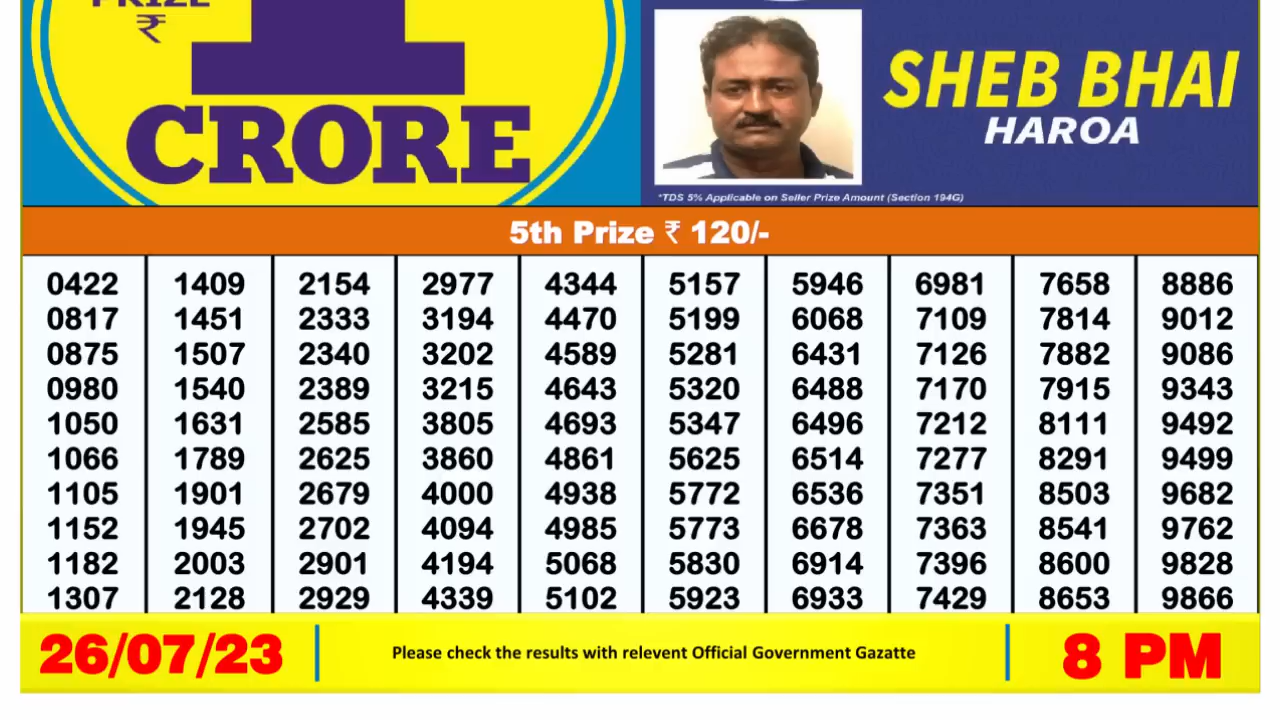 PRIZE
₹
1
CRORE
SHEB BHAI
HAROA
*TDS 5% Applicable on Seller Prize Amount (Section 194G)
5th Prize ₹ 120/-
0422 1409 2154 2977 4344 5157 5946 6981 7658 8886
0817 1451 2333 3194 4470 5199 6068 7109 7814 9012
0875 1507 2340 3202 4589 5281 6431 7126 7882 9086
0980 1540 2389 3215 4643 5320 6488 7170 7915 9343
1050 1631 2585 3805 4693 5347 6496 7212 8111 9492
1066 1789 2625 3860 4861 5625 6514 7277 8291 9499
1105 1901 2679 4000 4938 5772 6536 7351 8503 9682
1152 1945 2702 4094 4985 5773 6678 7363 8541 9762
1182 2003 2901 4194 5068 5830 6914 7396 8600 9828
1307 2128 2929 4339 5102 5923 6933 7429 8653 9866
26/07/23
Please check the results with relevent Official Government Gazatte
8 PM